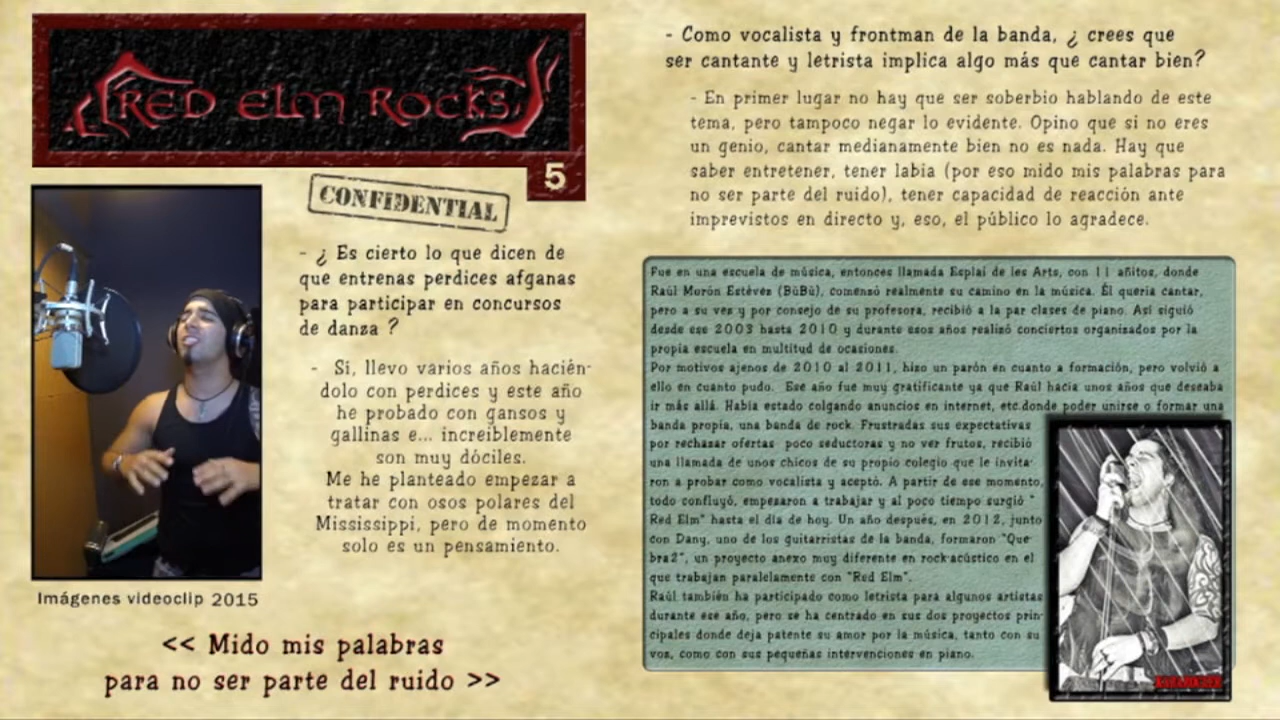 RED ELM ROCKS
5
CONFIDENTIAL
- ¿ Es cierto lo que dicen de
que entrenas perdices afganas
para participar en concursos
de danza ?
- Sí, llevo varios años hacién-
dolo con perdices y este año
he probado con gansos y
gallinas e... increiblemente
son muy dóciles.
Me he planteado empezar a
tratar con osos polares del
Mississippi, pero de momento
solo es un pensamiento.
Imágenes videoclip 2015
<< Mido mis palabras
para no ser parte del ruido >>
- Como vocalista y frontman de la banda, ¿ crees que
ser cantante y letrista implica algo más que cantar bien?
- En primer lugar no hay que ser soberbio hablando de este
tema, pero tampoco negar lo evidente. Opino que si no eres
un genio, cantar medianamente bien no es nada. Hay que
saber entretener, tener labia (por eso mido mis palabras para
no ser parte del ruido), tener capacidad de reacción ante
imprevistos en directo y, eso, el público lo agradece.
Fue en una escuela de música, entonces llamada Esplai de les Arts, con 11 añitos, donde
Raúl Morón Estévez (BúBú), comenzó realmente su camino en la música. Él quería cantar,
pero a su vez y por consejo de su profesora, recibió a la par clases de piano. Así siguió
desde ese 2003 hasta 2010 y durante esos años realizó conciertos organizados por la
propia escuela en multitud de ocasiones.
Por motivos ajenos de 2010 al 2011, hizo un parón en cuanto a formación, pero volvió a
ello en cuanto pudo. Ese año fue muy gratificante ya que Raúl hacía unos años que deseaba
ir más allá. Había estado colgando anuncios en internet, etc.donde poder unirse o formar una
banda propia, una banda de rock. Frustradas sus expectativas
por rechazar ofertas poco seductoras y no ver frutos, recibió
una llamada de unos chicos de su propio colegio que le invita-
ron a probar como vocalista y aceptó. A partir de ese momento,
todo confluyó, empezaron a trabajar y al poco tiempo surgió "
Red Elm" hasta el día de hoy. Un año después, en 2012, junto
con Dany, uno de los guitarristas de la banda, formaron "Que-
bra2", un proyecto anexo muy diferente en rock-acústico en el
que trabajan paralelamente con "Red Elm".
Raúl también ha participado como letrista para algunos artistas
durante ese año, pero se ha centrado en sus dos proyectos prin-
cipales donde deja patente su amor por la música, tanto con su
voz, como con sus pequeñas intervenciones en piano.